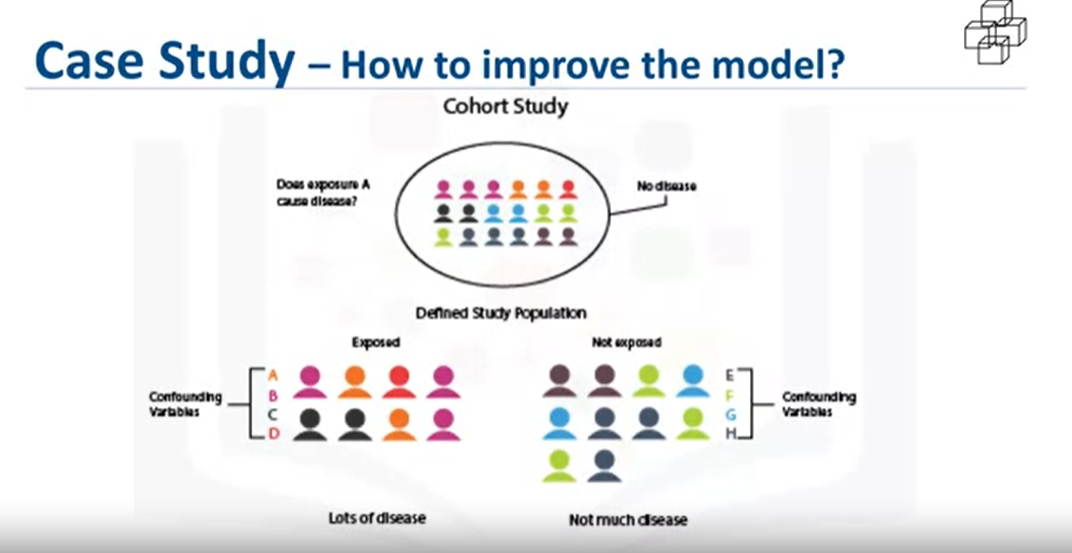 Case Study – How to improve the model?
Cohort Study
Does exposure A
cause disease?
No disease
Defined Study Population
Exposed
Not exposed
Confounding
Variables
A
B
C
D
E
F
G
H
Confounding
Variables
Lots of disease
Not much disease